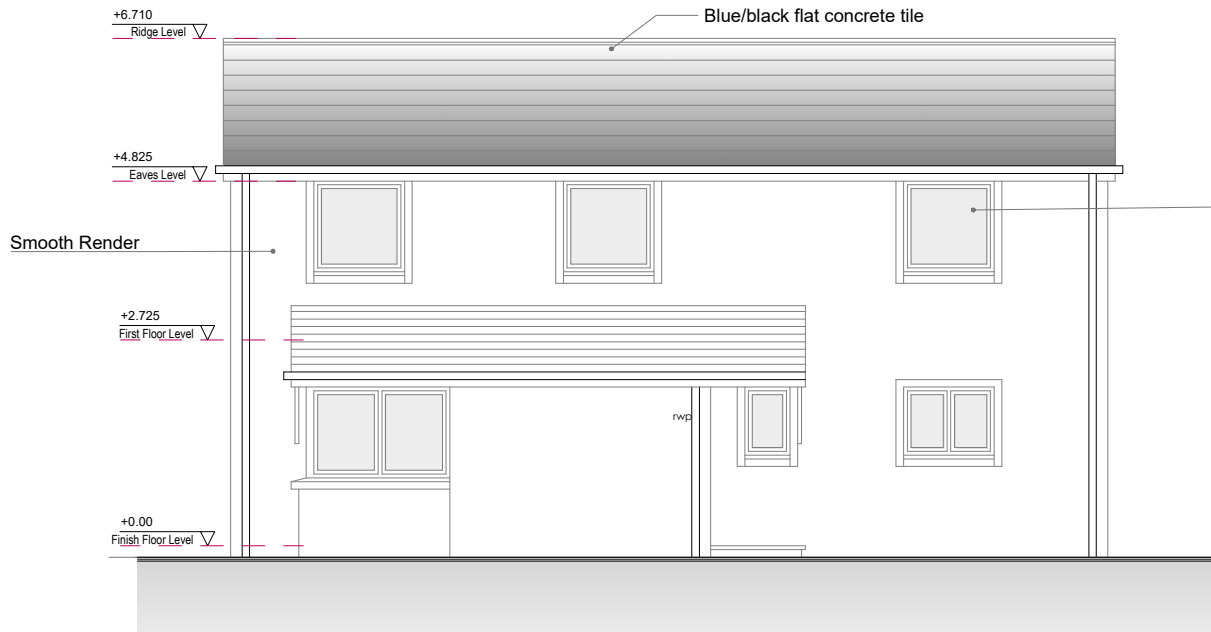 +6.710
Ridge Level
Blue/black flat concrete tile
+4.825
Eaves Level
Smooth Render
+2.725
First Floor Level
rwp
+0.00
Finish Floor Level